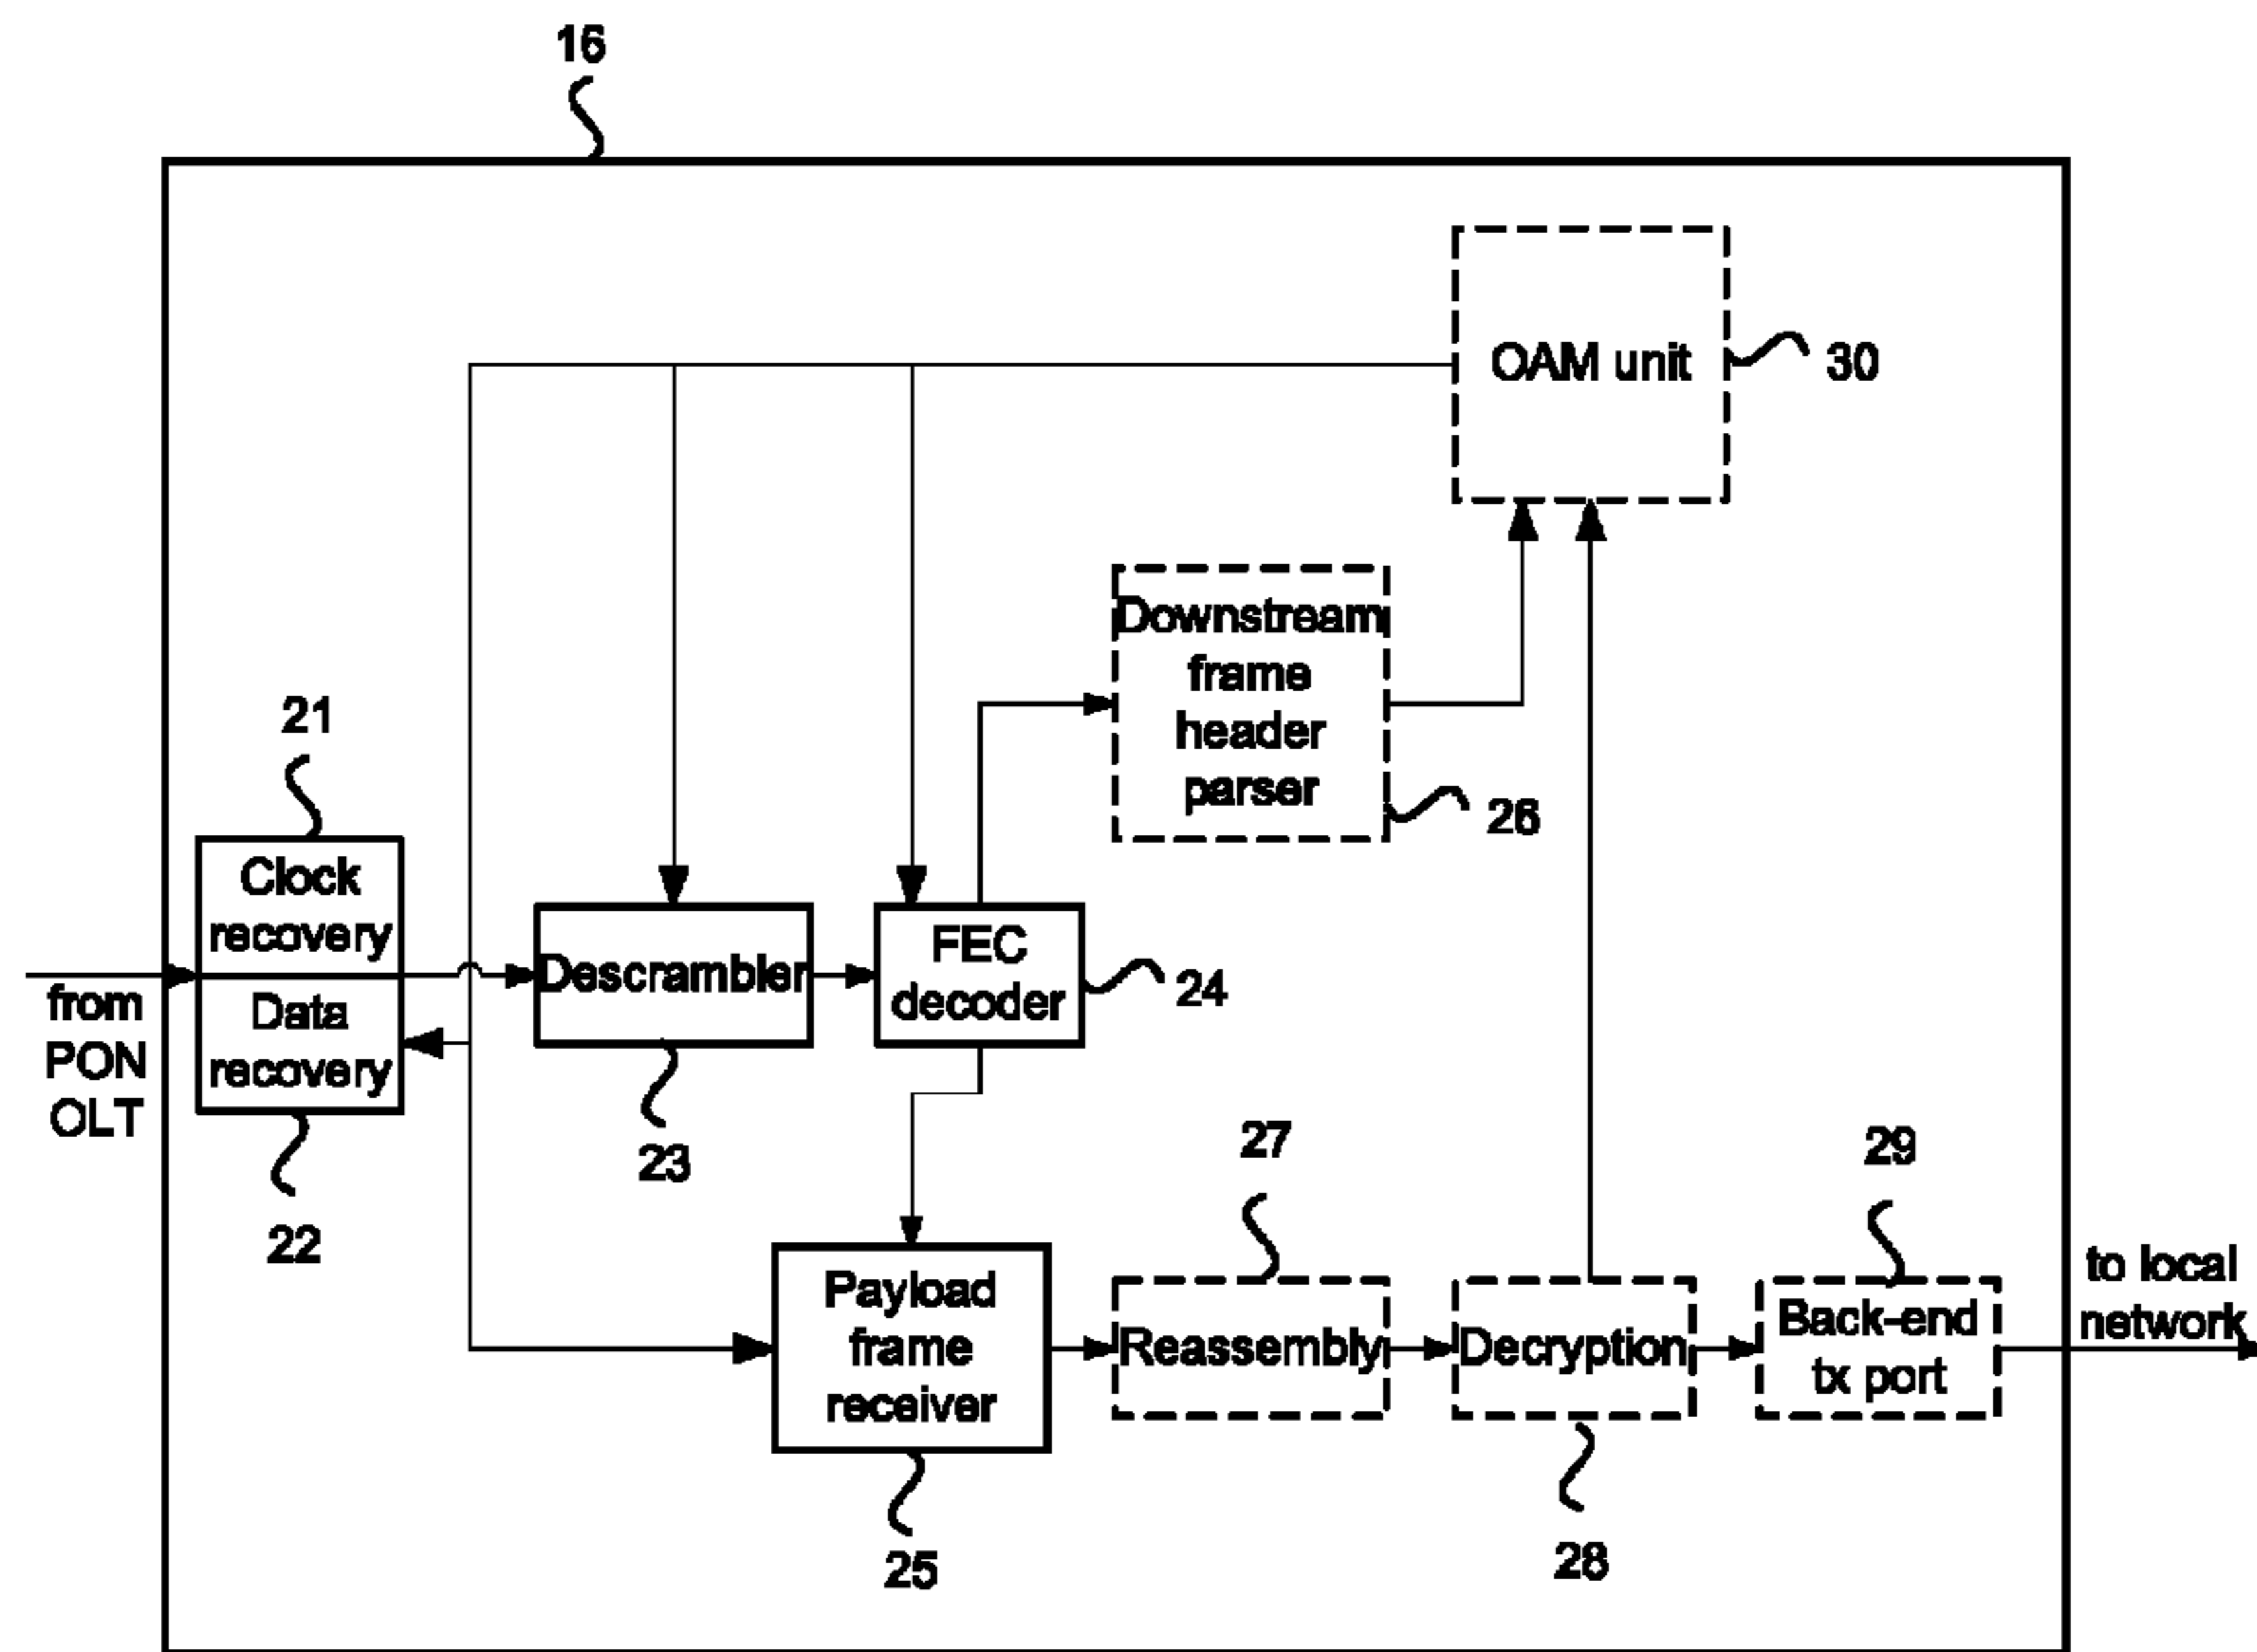 16
OAM unit
30
Downstream
frame
header
parser
26
21
Clock
recovery
Data
recovery
22
from
PON
OLT
Descrambler
23
FEC
decoder
24
Payload
frame
receiver
25
27
Reassembly
Decryption
28
29
Back-end
tx port
to local
network